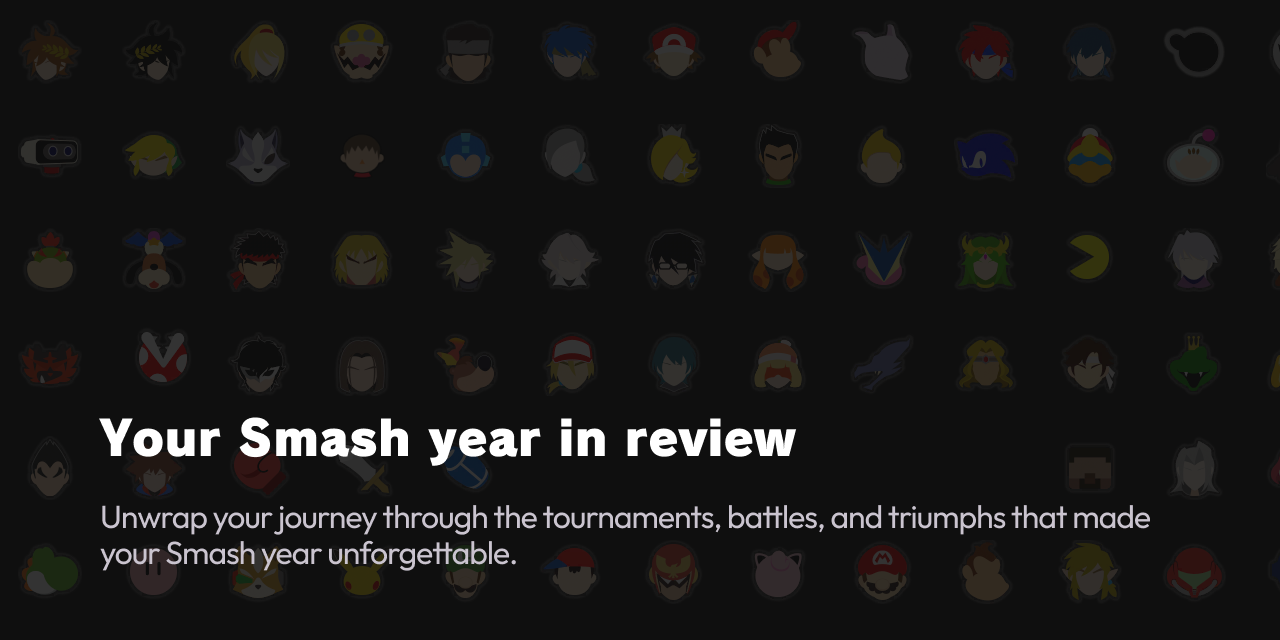 Your Smash year in review
Unwrap your journey through the tournaments, battles, and triumphs that made
your Smash year unforgettable.